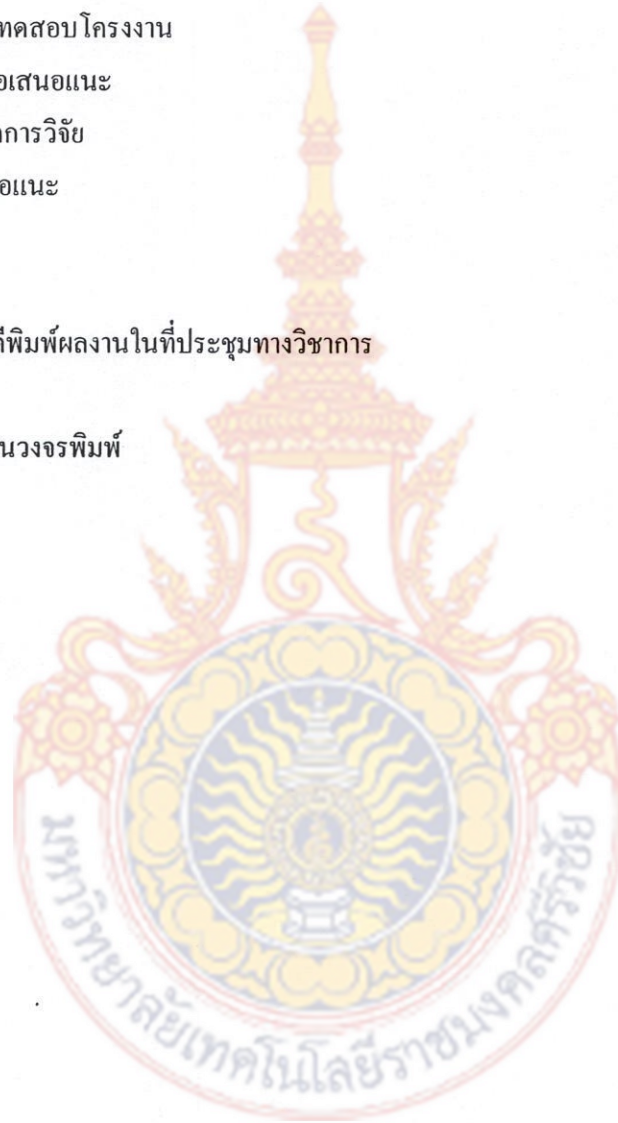 ทดสอบโครงงาน
อเสนอแนะ
การวิจัย
อแนะ
ตีพิมพ์ผลงานในที่ประชุมทางวิชาการ
นวงจรพิมพ์
มหาวิทยาลัยเทคโนโลยีราชมงคลศรีวิชัย